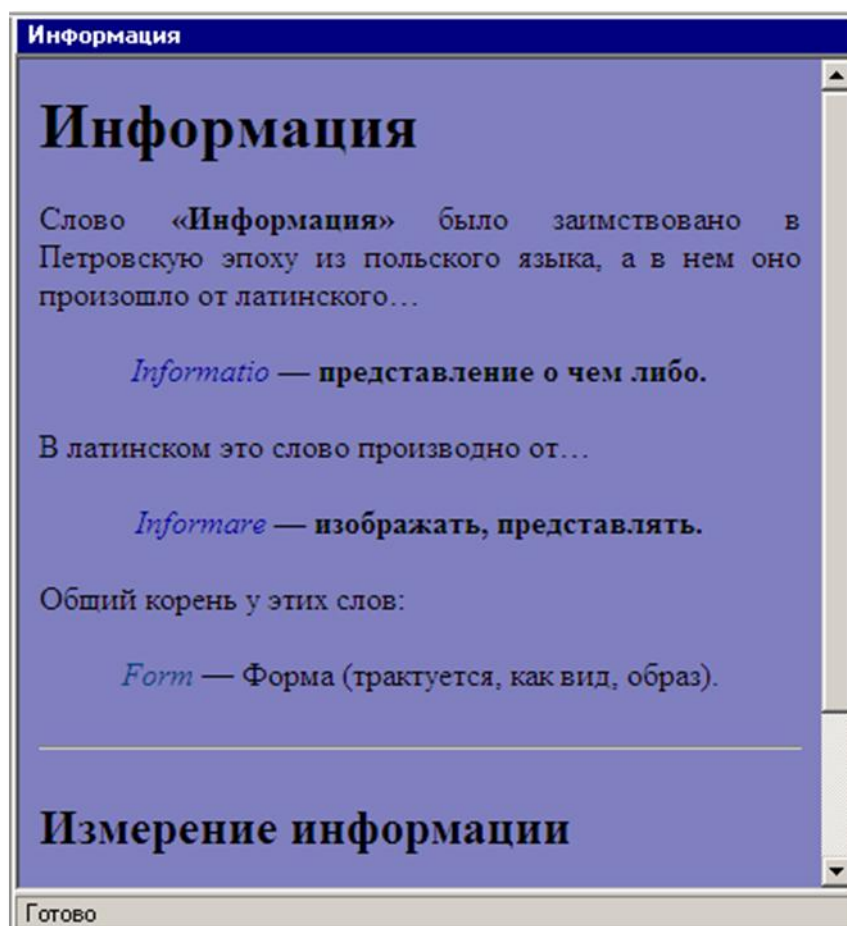 Информация
Информация
Слово «Информация» было заимствовано в
Петровскую эпоху из польского языка, а в нем оно
произошло от латинского…
Informatio — представление о чем либо.
В латинском это слово производно от…
Informare — изображать, представлять.
Общий корень у этих слов:
Form — Форма (трактуется, как вид, образ).
Измерение информации
Готово